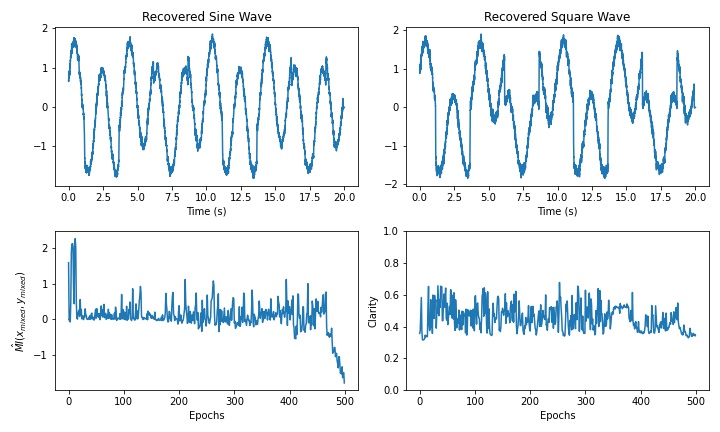 Recovered Sine Wave
2
1
0
−1
0.0 2.5 5.0 7.5 10.0 12.5 15.0 17.5 20.0
Time (s)
Recovered Square Wave
2
1
0
−1
−2
0.0 2.5 5.0 7.5 10.0 12.5 15.0 17.5 20.0
Time (s)
M̂I(x_mixed, y_mixed)
2
1
0
−1
0 100 200 300 400 500
Epochs
Clarity
1.0
0.8
0.6
0.4
0.2
0.0
0 100 200 300 400 500
Epochs